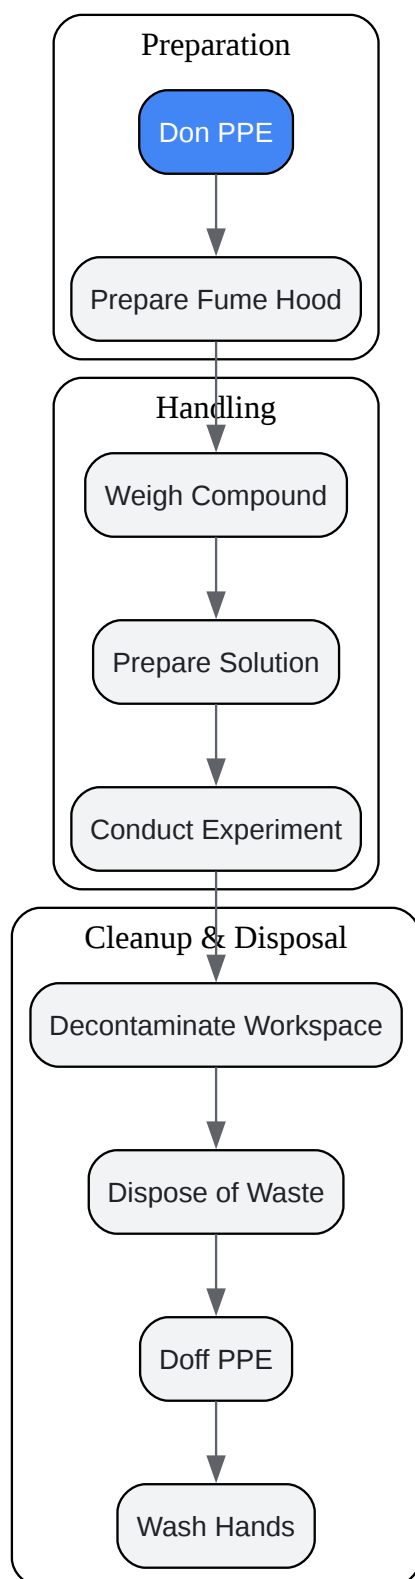 Preparation
Don PPE
Prepare Fume Hood
Handling
Weigh Compound
Prepare Solution
Conduct Experiment
Cleanup & Disposal
Decontaminate Workspace
Dispose of Waste
Doff PPE
Wash Hands